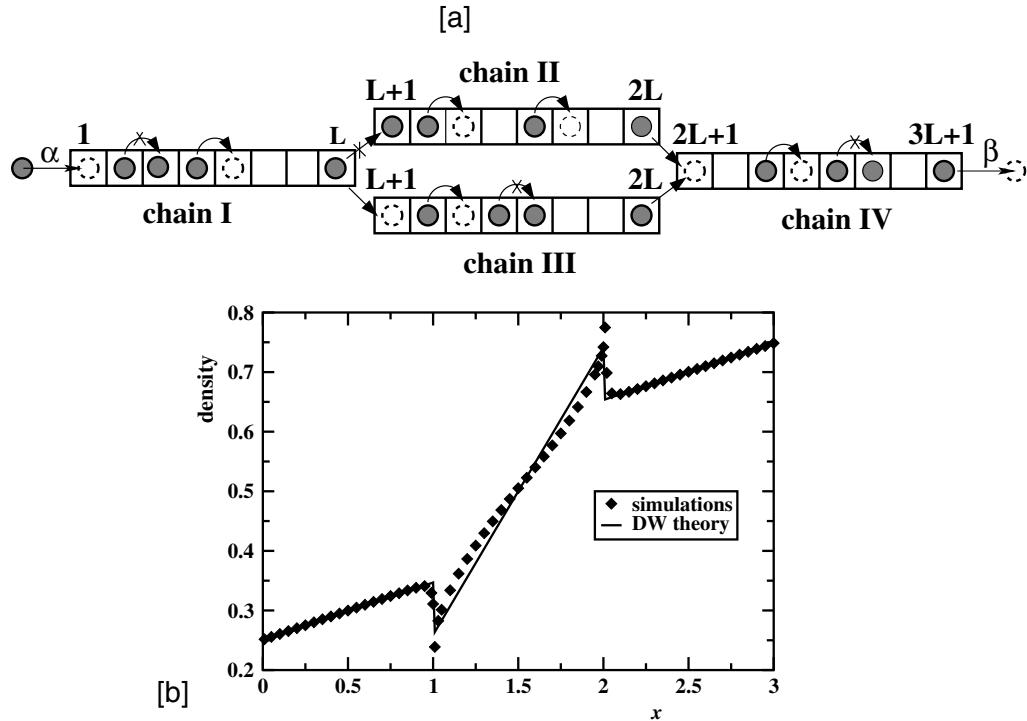 [a]
chain II
L+1 2L
1 L 2L+1 3L+1
α β
chain I
L+1 2L
chain IV
chain III
0.8
0.7
0.6
0.5
0.4
0.3
0.2
density
simulations
DW theory
0 0.5 1 1.5 2 2.5 3
x
[b]